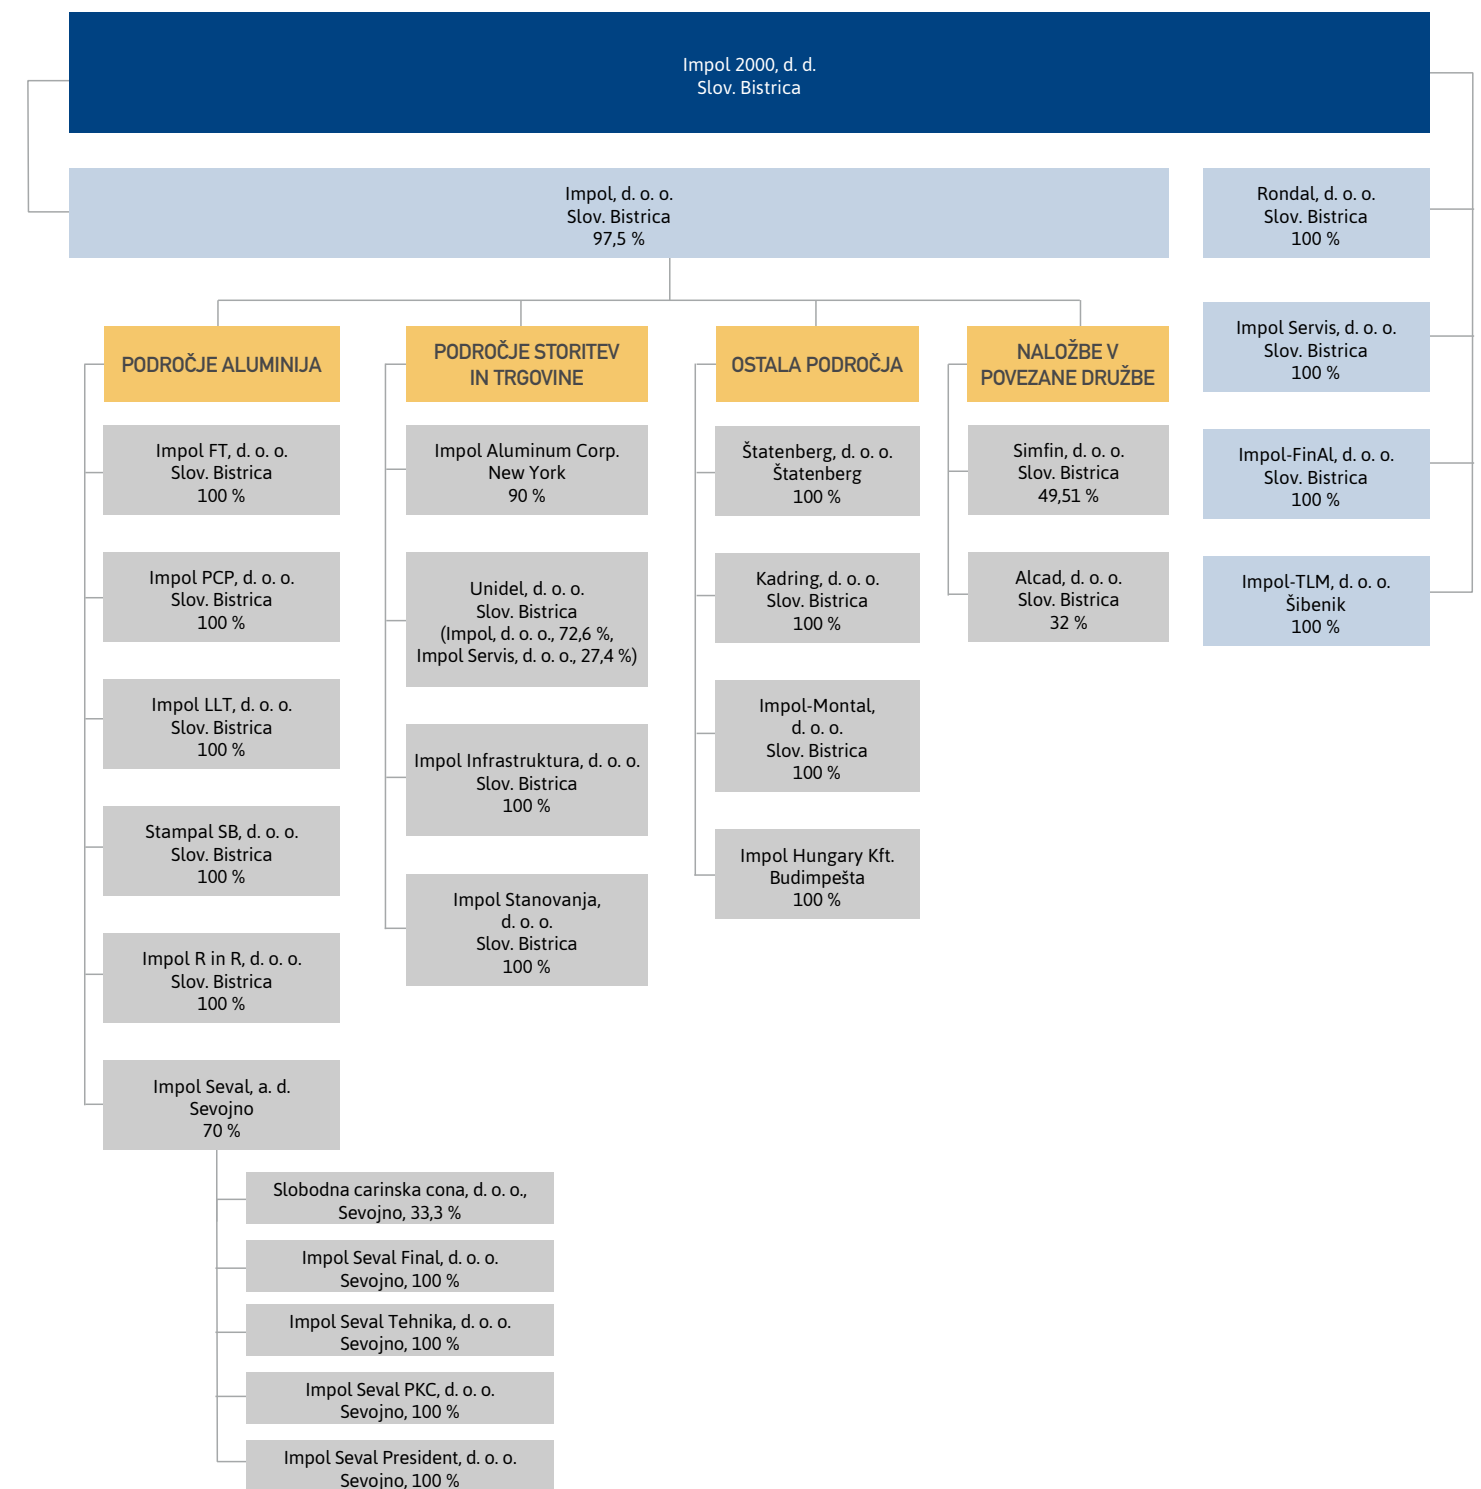 Impol 2000, d. d.
Slov. Bistrica
Impol, d. o. o.
Slov. Bistrica
97,5 %
PODROČJE ALUMINIJA
Impol FT, d. o. o.
Slov. Bistrica
100 %
Impol PCP, d. o. o.
Slov. Bistrica
100 %
Impol LLT, d. o. o.
Slov. Bistrica
100 %
Stampal SB, d. o. o.
Slov. Bistrica
100 %
Impol R in R, d. o. o.
Slov. Bistrica
100 %
Impol Seval, a. d.
Sevojno
70 %
Slobodna carinska cona, d. o. o.,
Sevojno, 33,3 %
Impol Seval Final, d. o. o.
Sevojno, 100 %
Impol Seval Tehnika, d. o. o.
Sevojno, 100 %
Impol Seval PKC, d. o. o.
Sevojno, 100 %
Impol Seval President, d. o. o.
Sevojno, 100 %
PODROČJE STORITEV
IN TRGOVINE
Impol Aluminum Corp.
New York
90 %
Unidel, d. o. o.
Slov. Bistrica
(Impol, d. o. o., 72,6 %,
Impol Servis, d. o. o., 27,4 %)
Impol Infrastruktura, d. o. o.
Slov. Bistrica
100 %
Impol Stanovanja,
d. o. o.
Slov. Bistrica
100 %
OSTALA PODROČJA
Štatenberg, d. o. o.
Štatenberg
100 %
Kadring, d. o. o.
Slov. Bistrica
100 %
Impol-Montal,
d. o. o.
Slov. Bistrica
100 %
Impol Hungary Kft.
Budimpešta
100 %
NALOŽBE V
POVEZANE DRUŽBE
Simfin, d. o. o.
Slov. Bistrica
49,51 %
Alcad, d. o. o.
Slov. Bistrica
32 %
Rondal, d. o. o.
Slov. Bistrica
100 %
Impol Servis, d. o. o.
Slov. Bistrica
100 %
Impol-FinAl, d. o. o.
Slov. Bistrica
100 %
Impol-TLM, d. o. o.
Šibenik
100 %